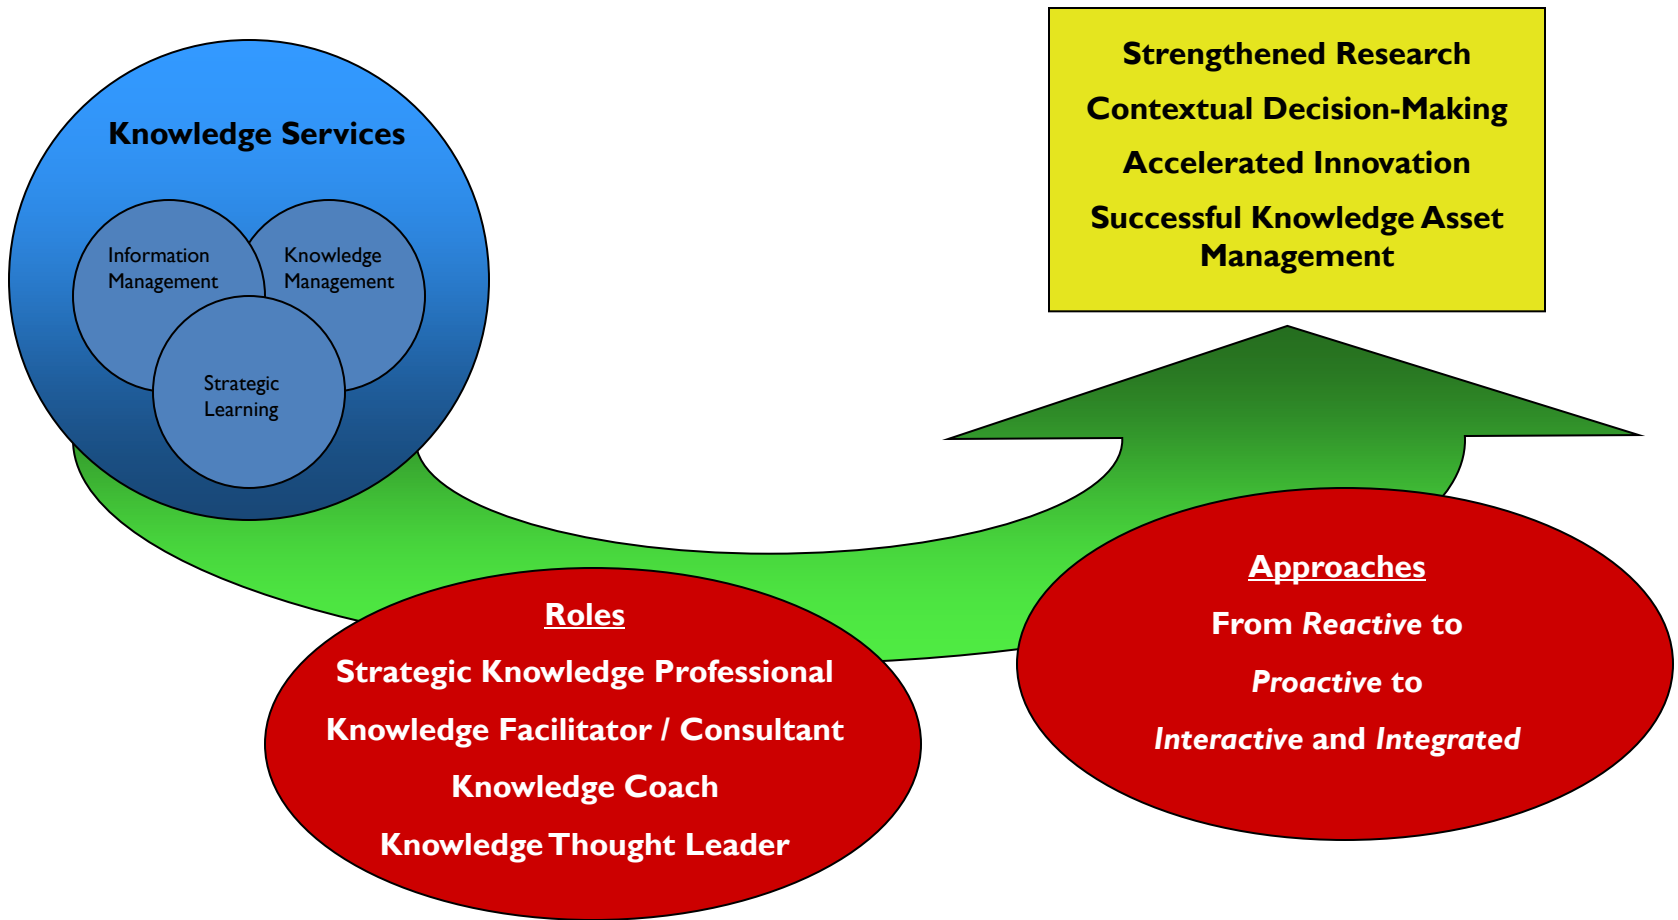 Knowledge Services
Information
Management
Knowledge
Management
Strategic
Learning
Strengthened Research
Contextual Decision-Making
Accelerated Innovation
Successful Knowledge Asset
Management
Roles
Strategic Knowledge Professional
Knowledge Facilitator / Consultant
Knowledge Coach
Knowledge Thought Leader
Approaches
From Reactive to
Proactive to
Interactive and Integrated